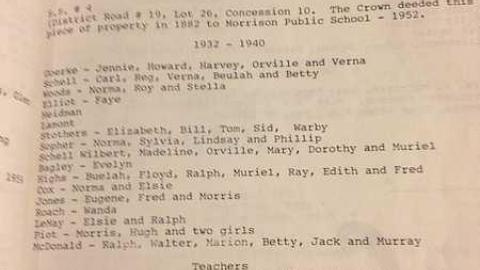 S.S. # 4
(District Road # 19, Lot 26, Concession 10. The Crown deeded this
piece of property in 1882 to Morrison Public School - 1952.
1932 - 1940
Goerke - Jennie, Howard, Harvey, Orville and Verna
Schell - Carl, Reg, Verna, Beulah and Betty
Woods - Norma, Roy and Stella
Elliot - Faye
Weidman
Lamont
Stothers - Elizabeth, Bill, Tom, Sid, Warby
Sopher - Norma, Sylvia, Lindsay and Phillip
Schell Wilbert, Madeline, Orville, Mary, Dorothy and Muriel
Bagley - Evelyn
Highs - Buelah, Floyd, Ralph, Muriel, Ray, Edith and Fred
Cox - Norma and Elsie
Jones - Eugene, Fred and Morris
Roach - Wanda
LeNay - Elsie and Ralph
Piot - Morris, Hugh and two girls
McDonald - Ralph, Walter, Marion, Betty, Jack and Murray
Teachers